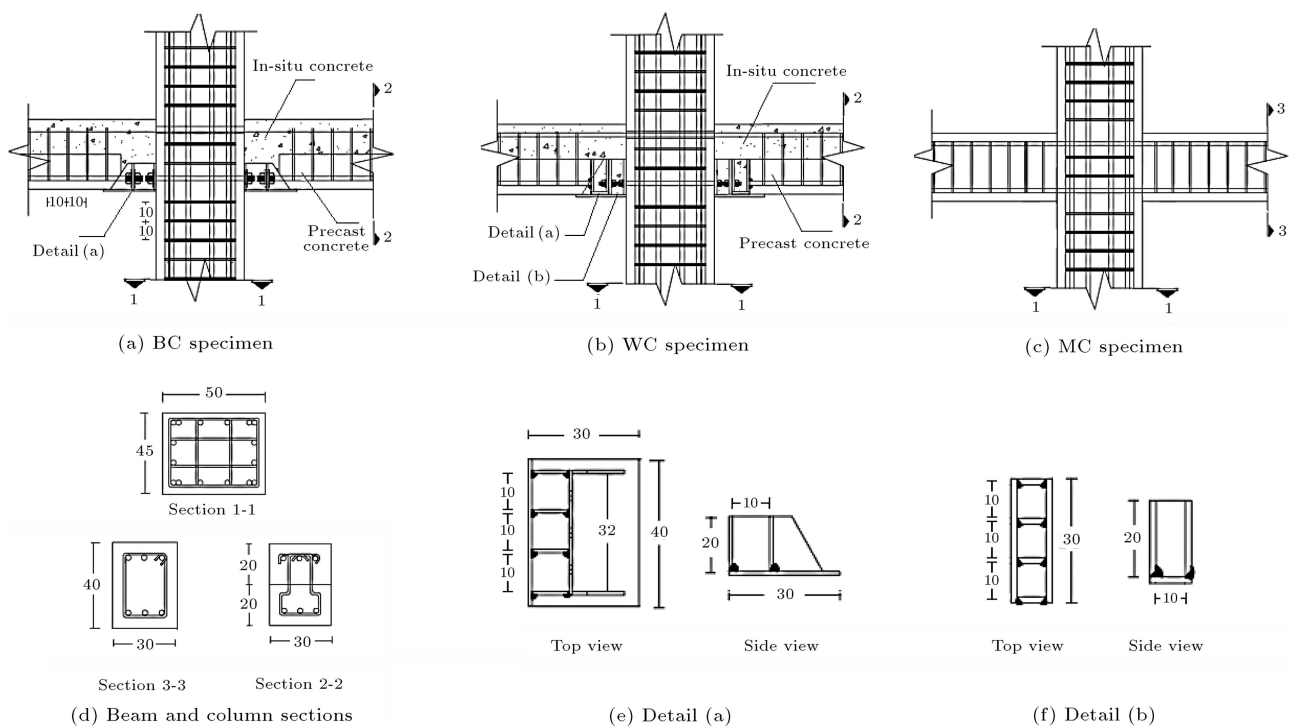 In-situ concrete
2
10
10
10
10
Detail (a)
Precast
concrete
2
1
1
(a) BC specimen
In-situ concrete
2
2
Detail (a)
Precast concrete
Detail (b)
1
1
(b) WC specimen
3
3
1
1
(c) MC specimen
50
45
Section 1-1
40
30
20
20
30
Section 3-3
Section 2-2
(d) Beam and column sections
30
10
10
10
32
40
Top view
10
20
30
Side view
(e) Detail (a)
10
10
10
30
Top view
20
10
Side view
(f) Detail (b)